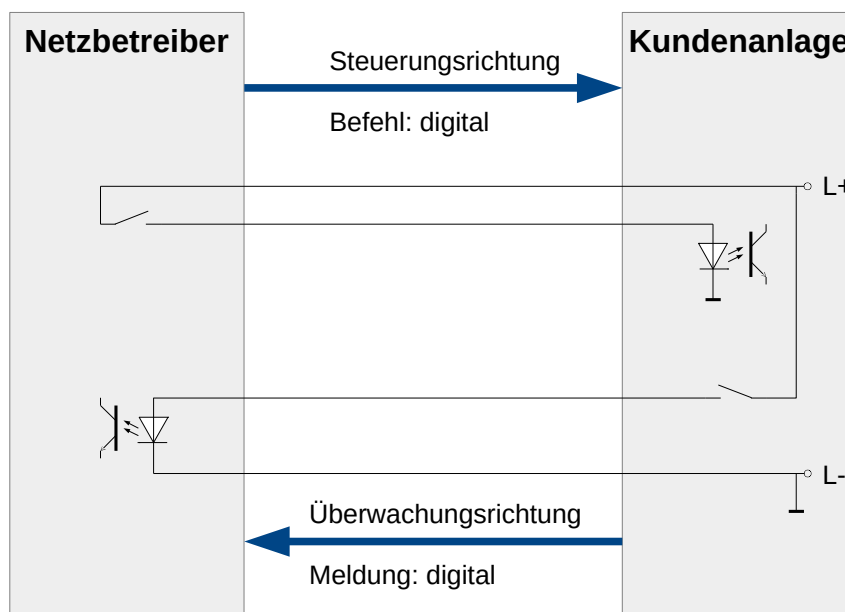 Netzbetreiber
Kundenanlage
Steuerungsrichtung
Befehl: digital
L+
L-
Überwachungsrichtung
Meldung: digital